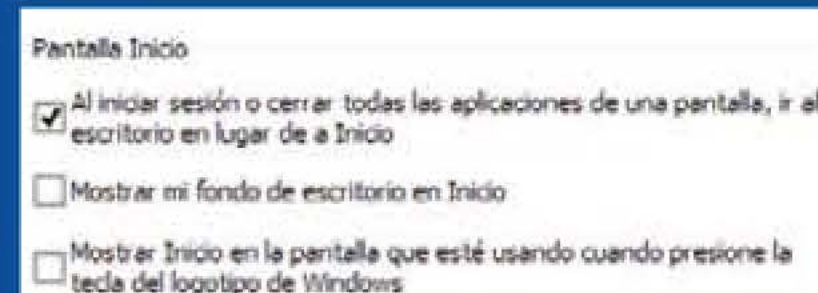 Pantalla Inicio
Al iniciar sesión o cerrar todas las aplicaciones de una pantalla, ir al
escritorio en lugar de a Inicio
Mostrar mi fondo de escritorio en Inicio
Mostrar Inicio en la pantalla que esté usando cuando presione la
tecla del logotipo de Windows